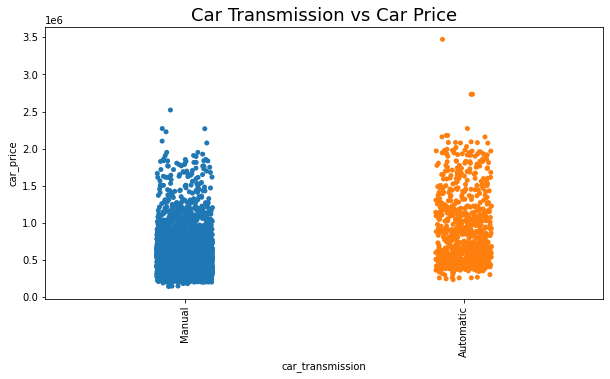 Car Transmission vs Car Price
1e6
3.5
3.0
2.5
2.0
1.5
1.0
0.5
0.0
car_price
Manual
Automatic
car_transmission